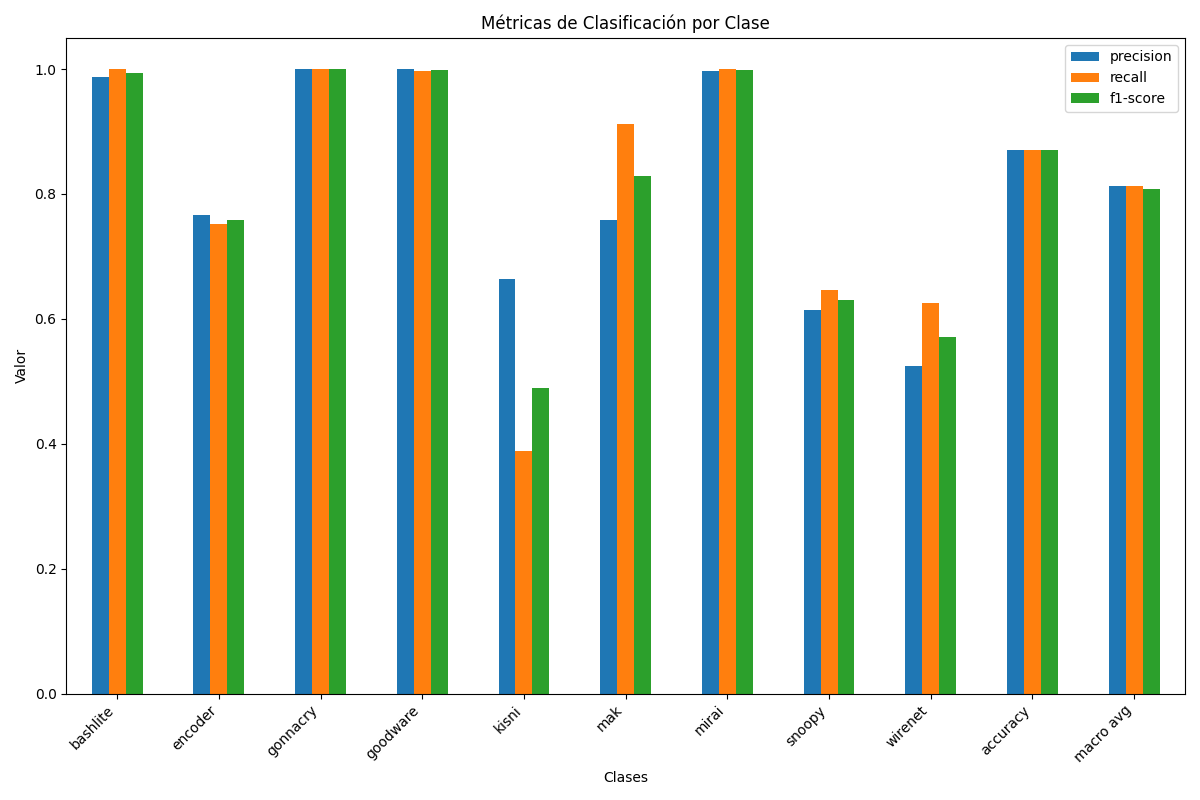 Métricas de Clasificación por Clase
precision
recall
f1-score
Valor
1.0
0.8
0.6
0.4
0.2
0.0
bashlite
encoder
gonnacry
goodware
kisni
mak
mirai
snoopy
wirenet
accuracy
macro avg
Clases